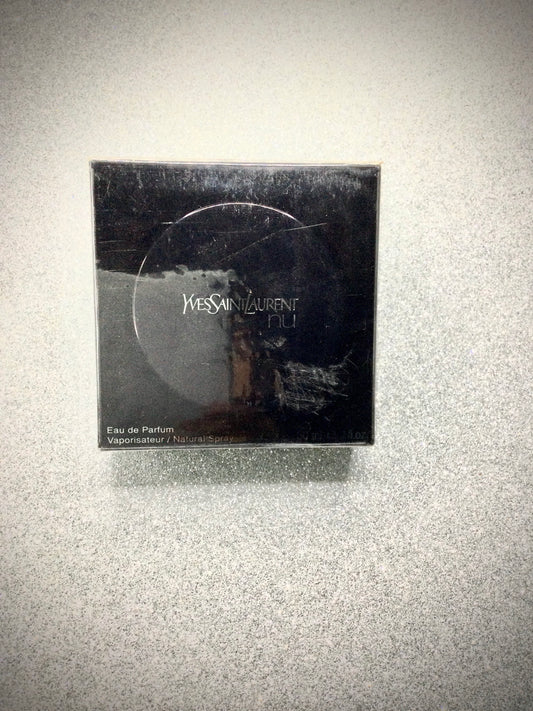 YVESSAINTLAURENT
nu
Eau de Parfum
Vaporisateur / Natural Spray